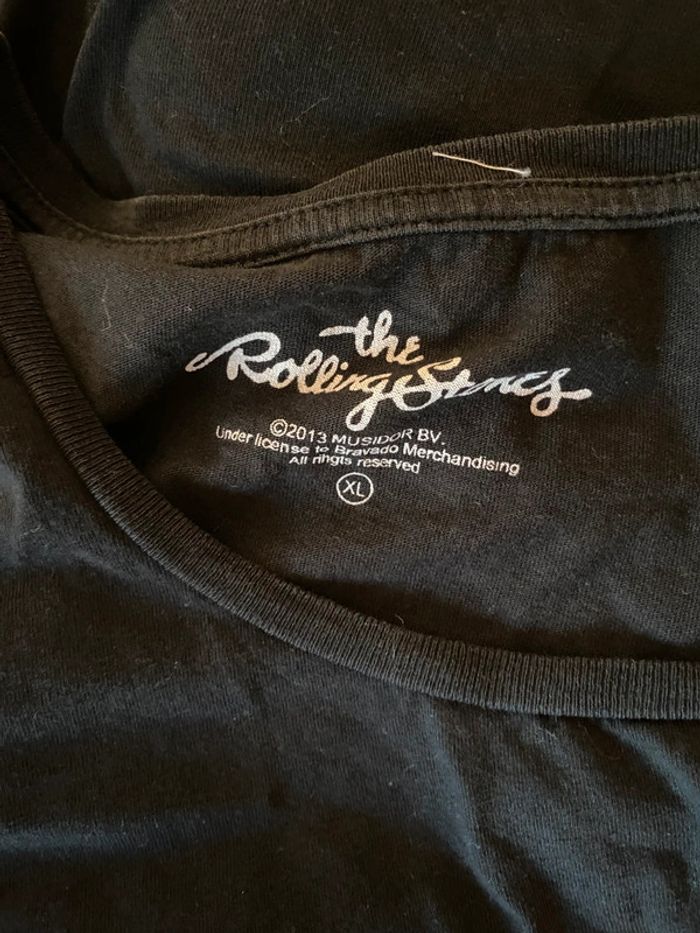 the
Rolling Stones
©2013 MUSIDOR BV.
Under license to Bravado Merchandising
All rights reserved
XL